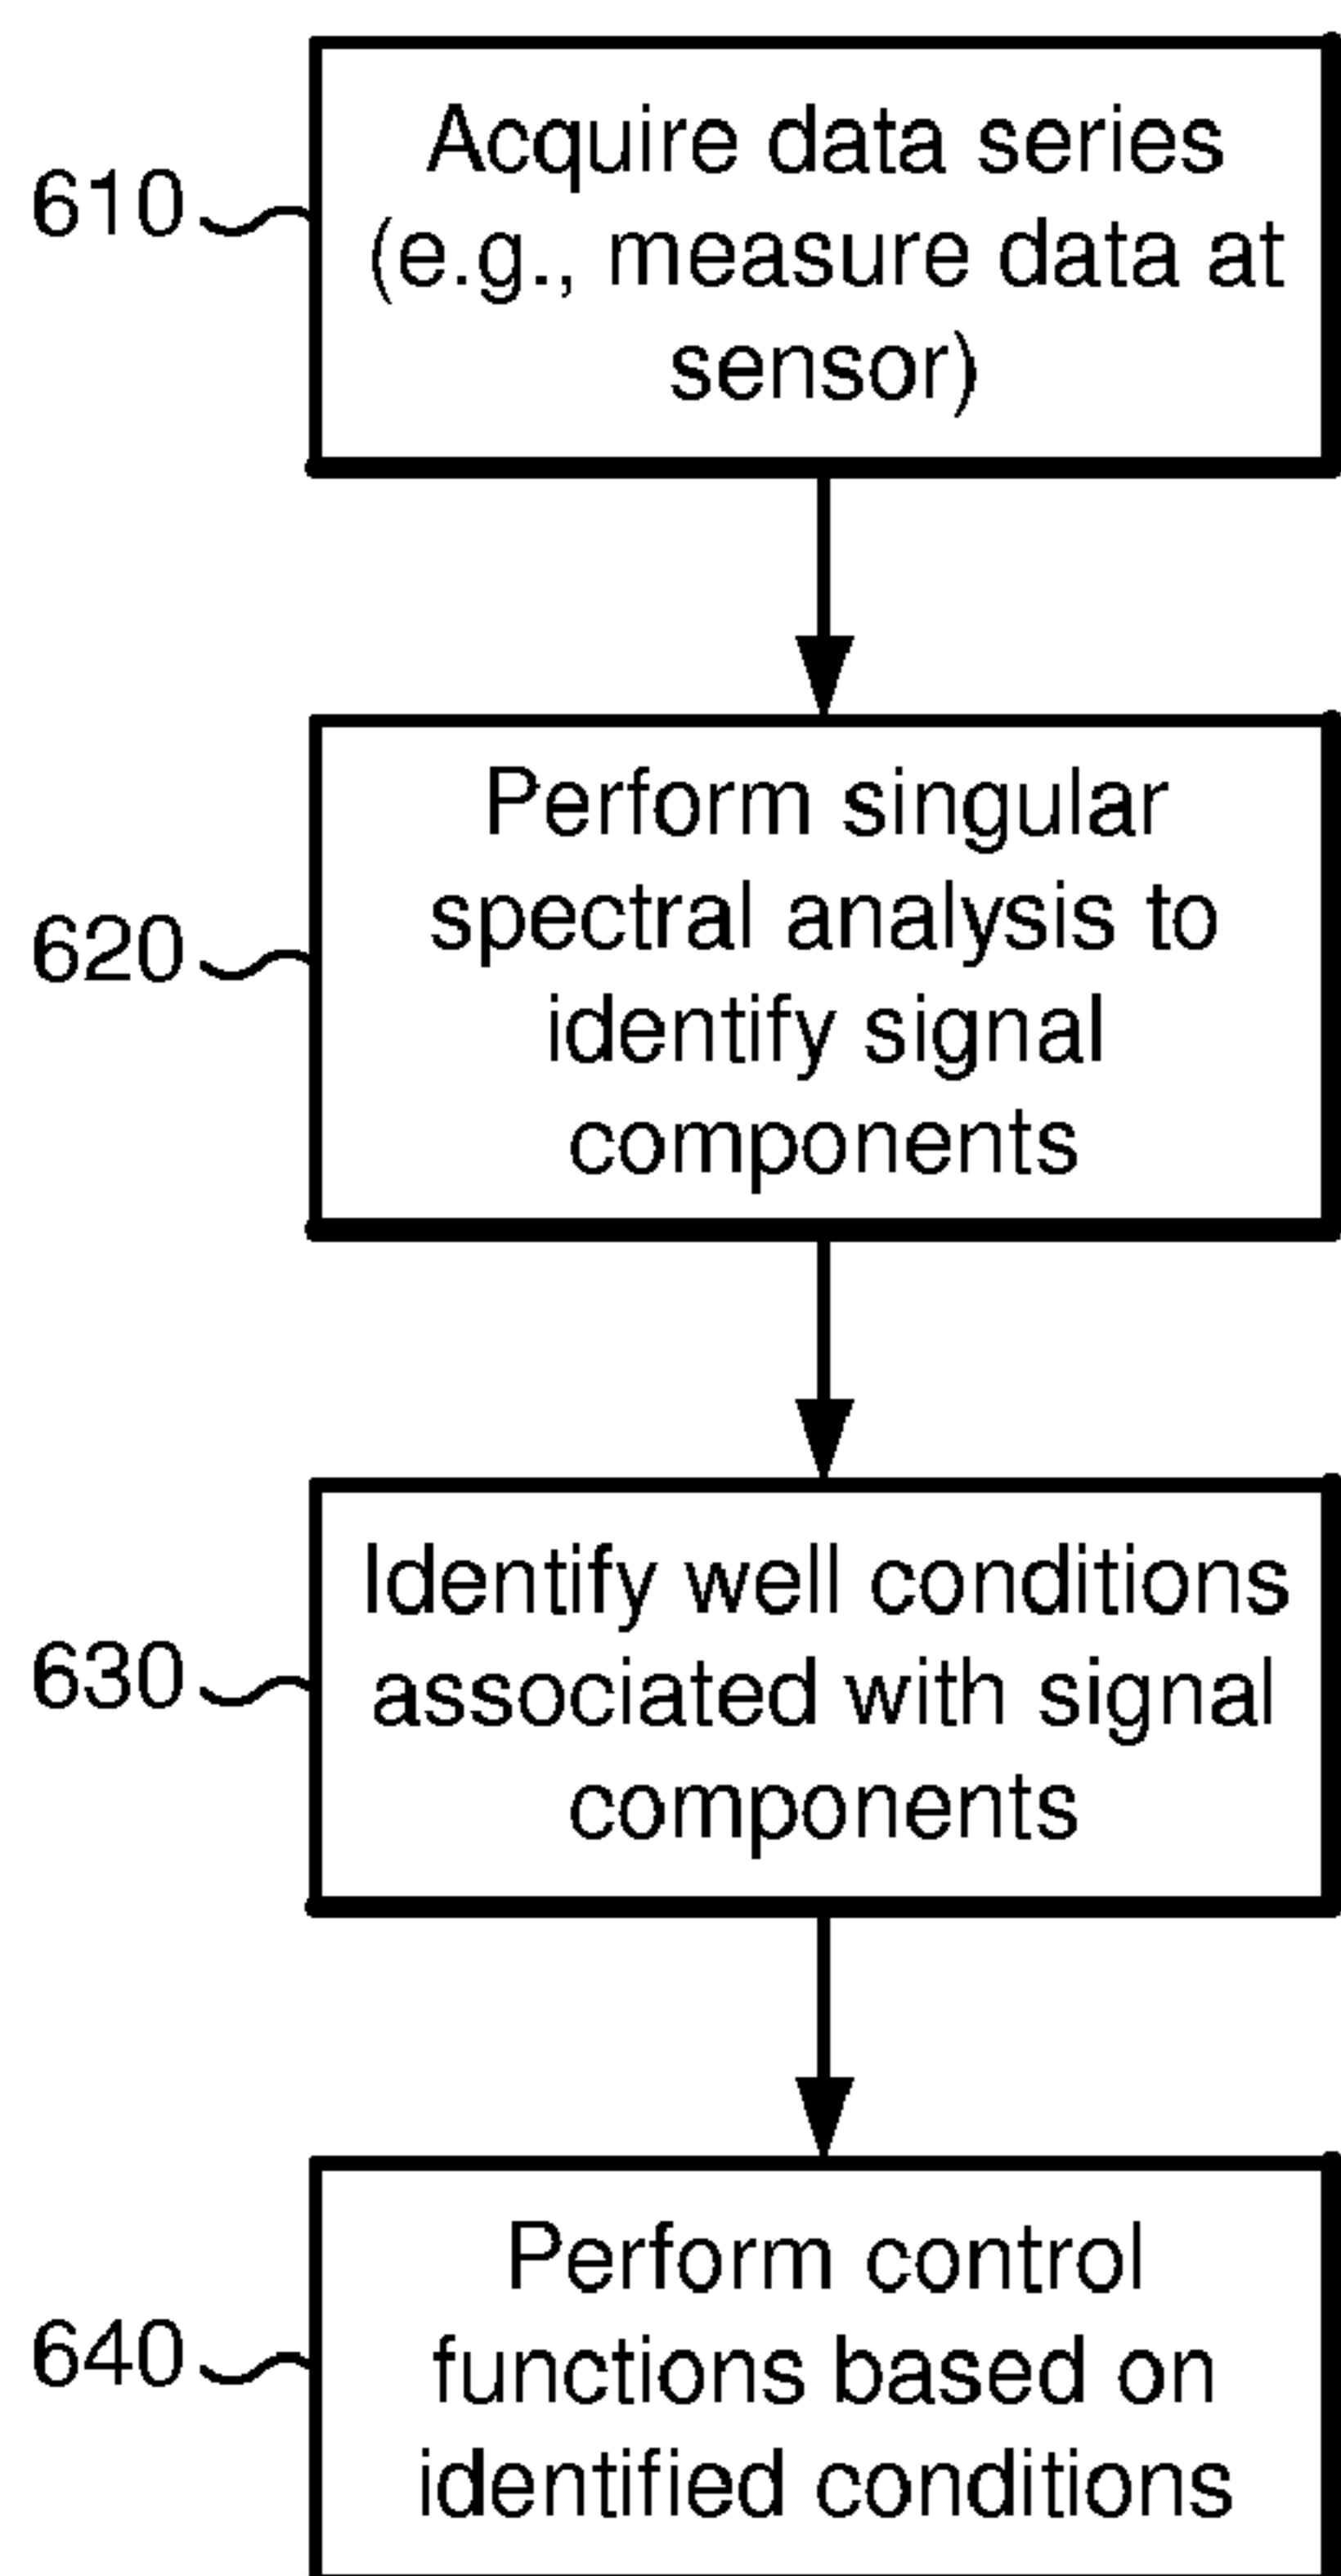 610
Acquire data series
(e.g., measure data at
sensor)
620
Perform singular
spectral analysis to
identify signal
components
630
Identify well conditions
associated with signal
components
640
Perform control
functions based on
identified conditions